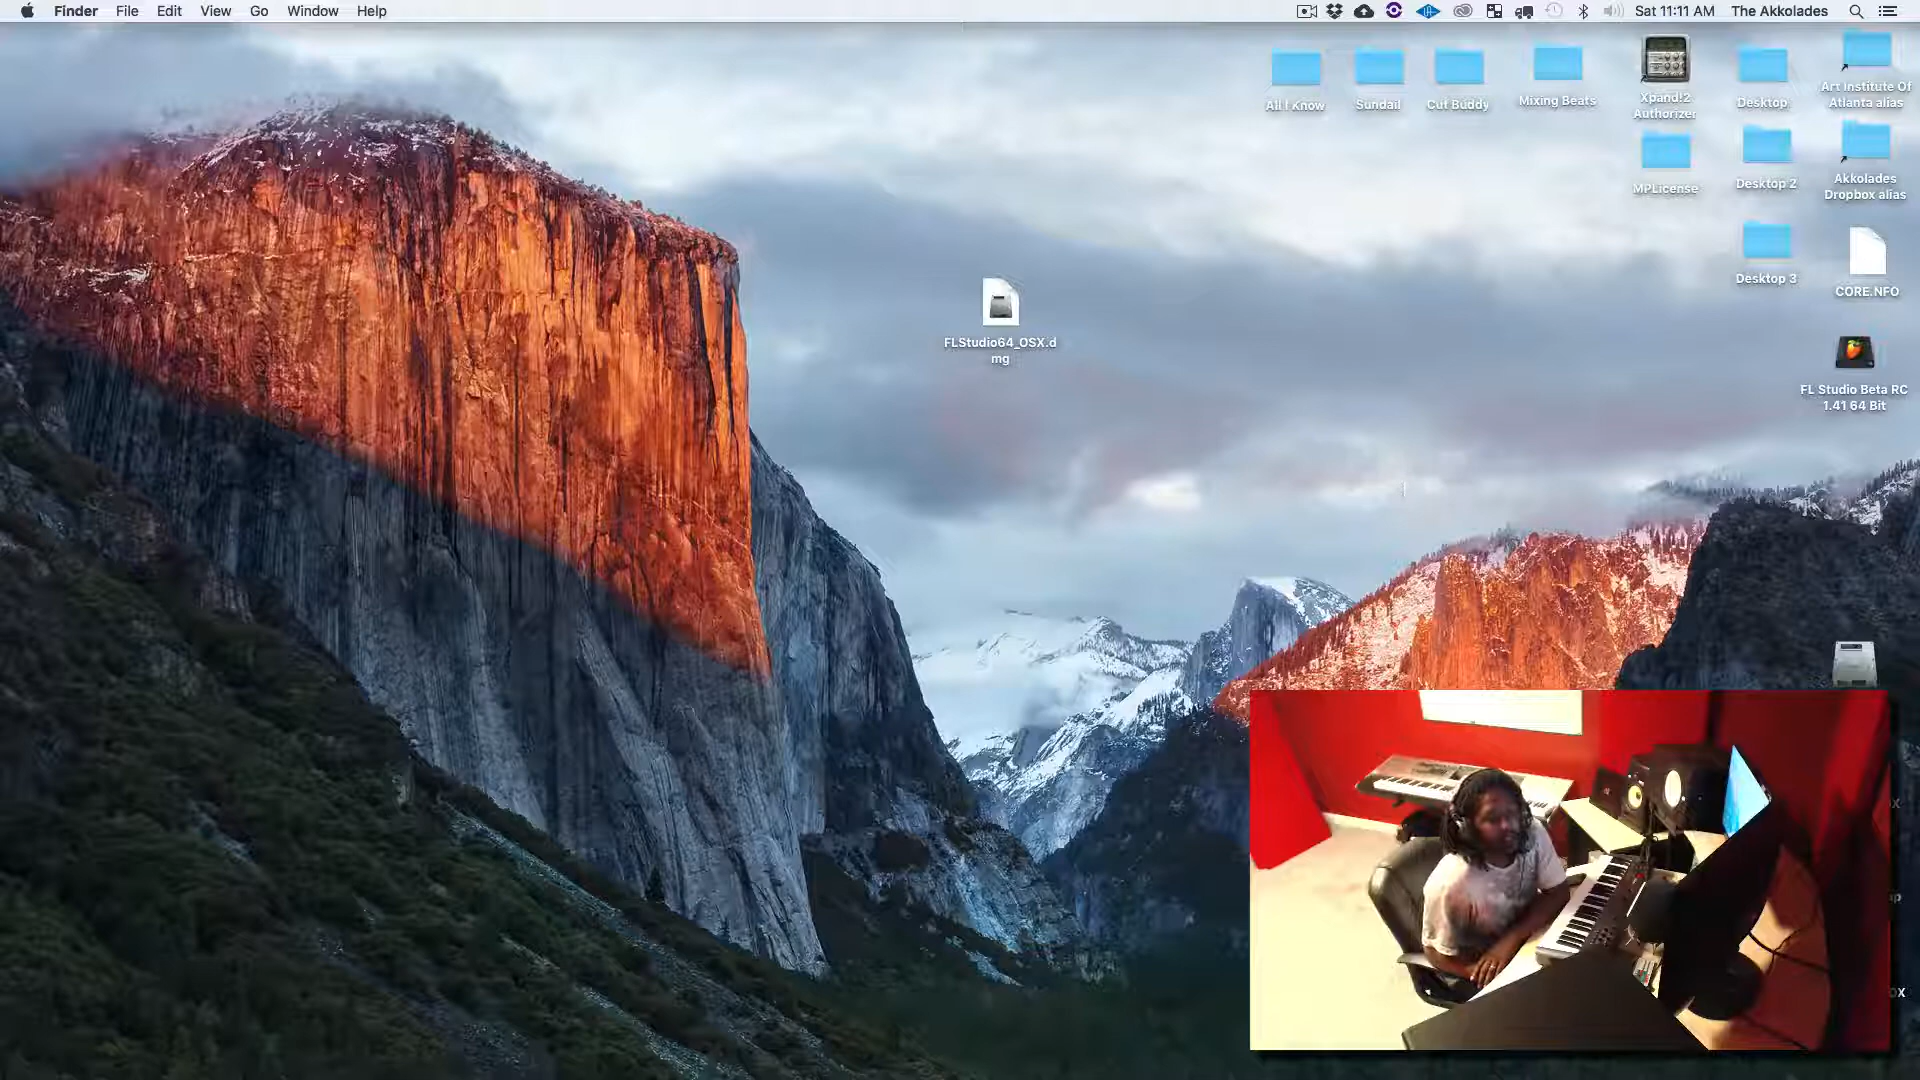 Finder File Edit View Go Window Help
Sat 11:11 AM The Akkolades
All I Know
Sundail
Cut Buddy
Mixing Beats
Xpand!2
Authorizer
Desktop
Art Institute Of
Atlanta alias
MPLicense
Desktop 2
Akkolades
Dropbox alias
Desktop 3
CORE.NFO
FLStudio64_OSX.d
mg
FL Studio Beta RC
1.41 64 Bit